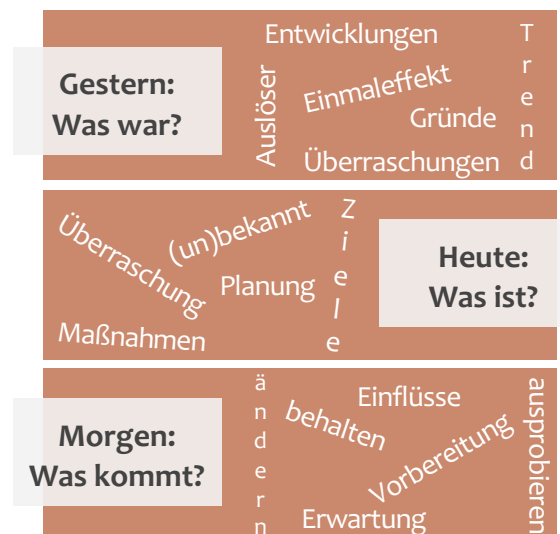 Gestern:
Was war?
Entwicklungen
Auslöser
Einmaleffekt
Gründe
Überraschungen
Trend
Überraschung
(un)bekannt
Planung
Maßnahmen
Ziele
Heute:
Was ist?
Morgen:
Was kommt?
ändern
Einflüsse
behalten
Vorbereitung
Erwartung
ausprobieren